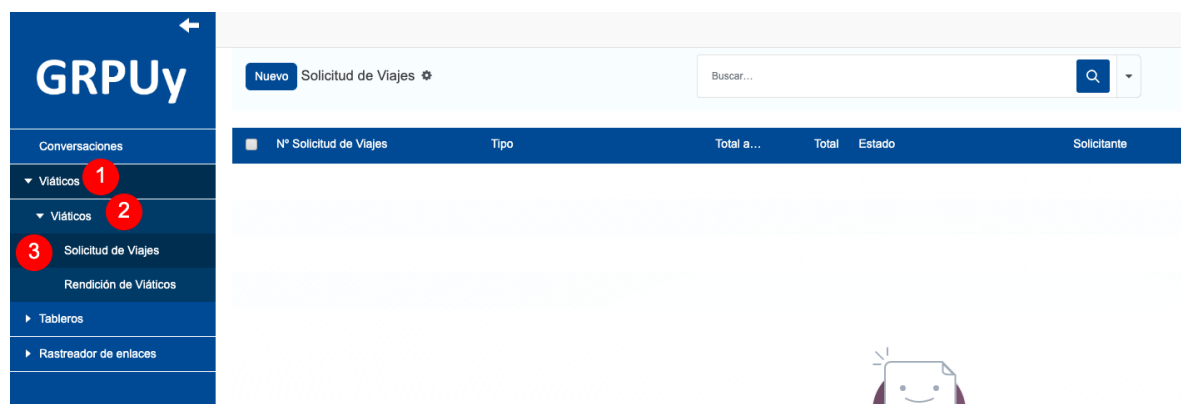 GRPUy
Conversaciones
Viáticos 1
Viáticos 2
3 Solicitud de Viajes
Rendición de Viáticos
Tableros
Rastreador de enlaces
Nuevo Solicitud de Viajes
Buscar...
Nº Solicitud de Viajes Tipo Total a... Total Estado Solicitante